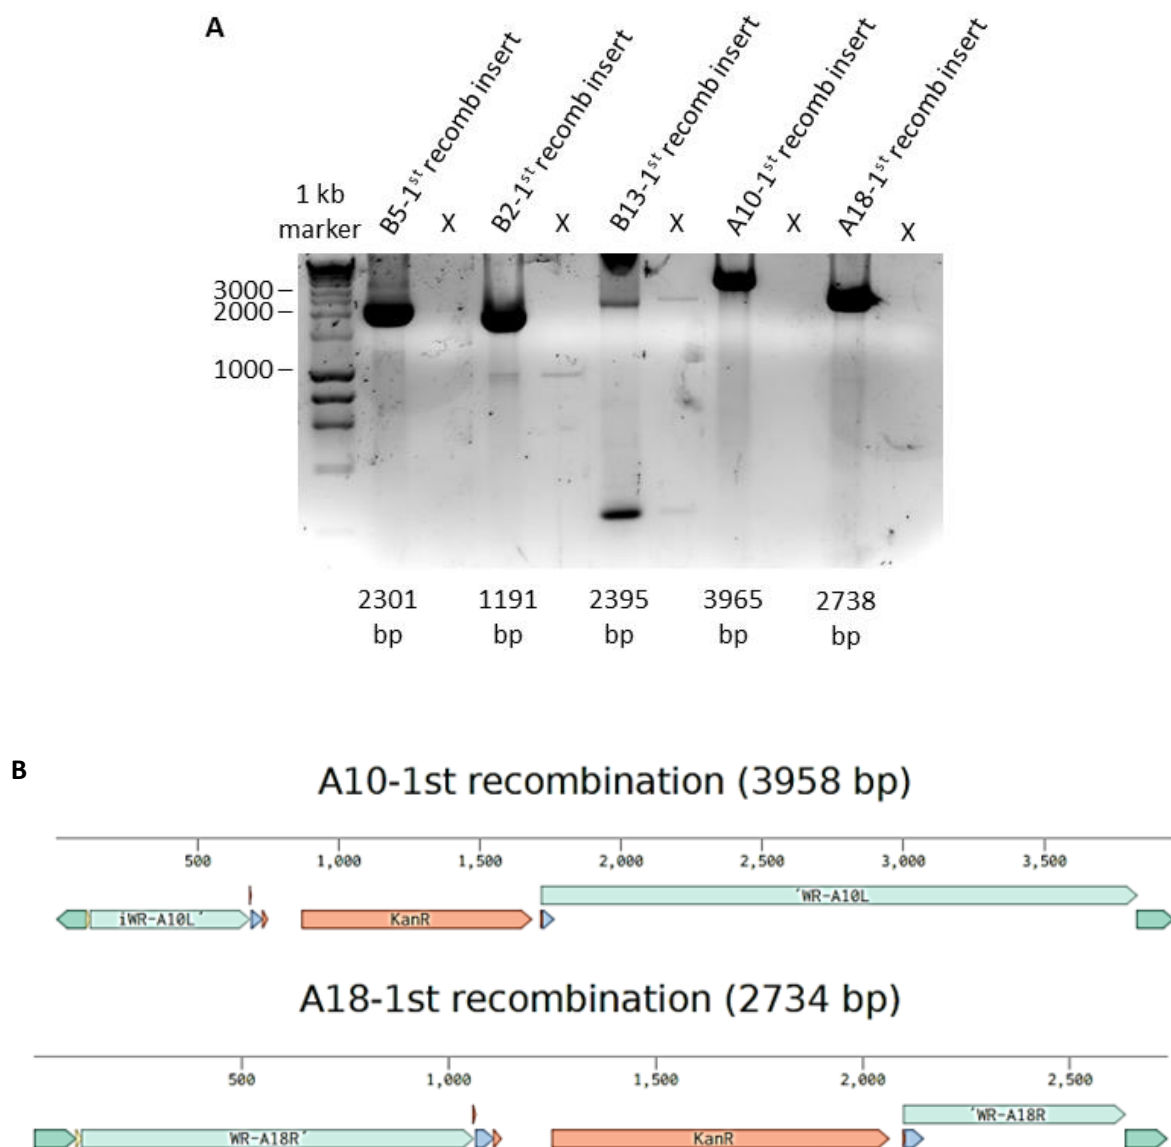 A
B5-1st recomb insert
B2-1st recomb insert
B13-1st recomb insert
A10-1st recomb insert
A18-1st recomb insert
1 kb
marker
X
X
X
X
X
3000
2000
1000
2301
bp
1191
bp
2395
bp
3965
bp
2738
bp
B
A10-1st recombination (3958 bp)
500 1,000 1,500 2,000 2,500 3,000 3,500
´WR-A10L
iWR-A10L´ KanR
A18-1st recombination (2734 bp)
500 1,000 1,500 2,000 2,500
´WR-A18R
WR-A18R´ KanR